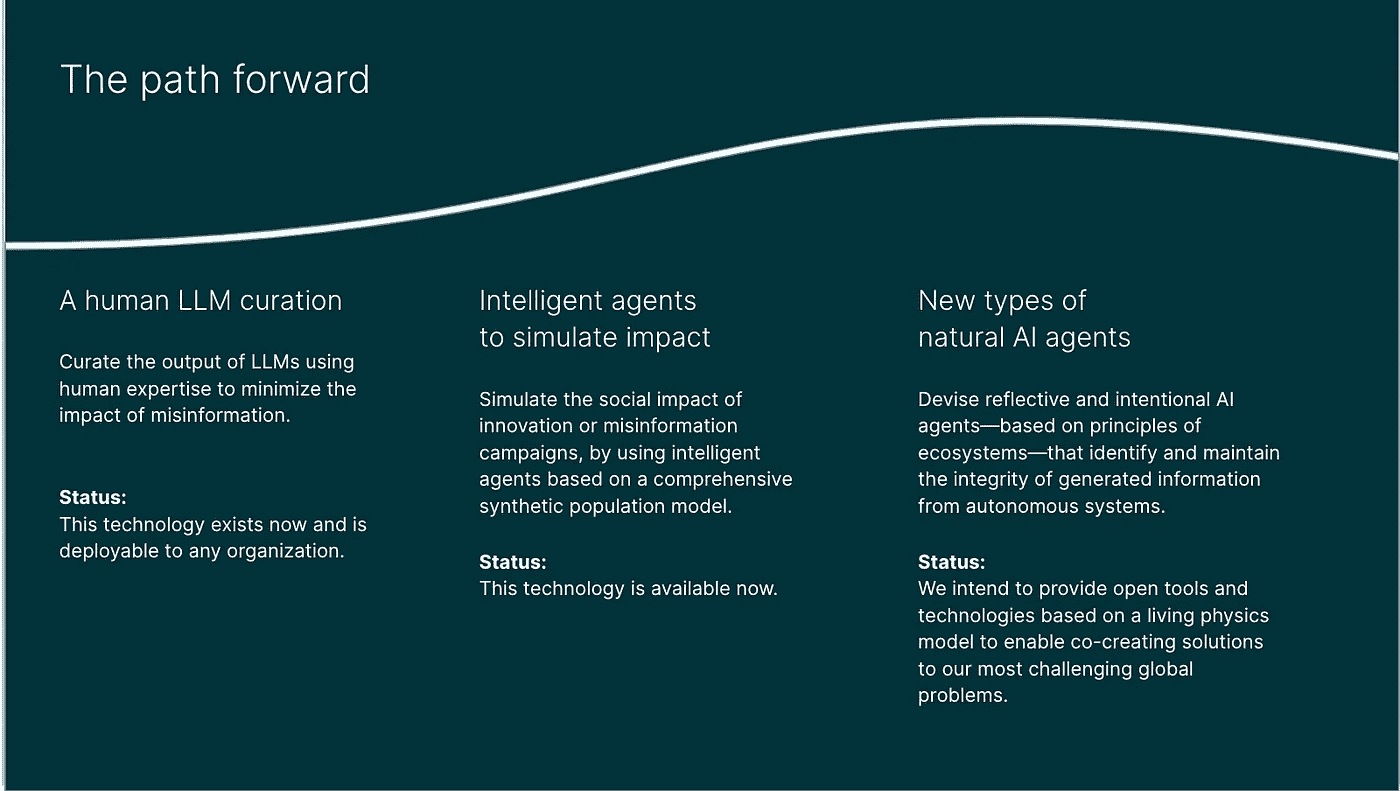 The path forward
A human LLM curation
Curate the output of LLMs using
human expertise to minimize the
impact of misinformation.
Status:
This technology exists now and is
deployable to any organization.
Intelligent agents
to simulate impact
Simulate the social impact of
innovation or misinformation
campaigns, by using intelligent
agents based on a comprehensive
synthetic population model.
Status:
This technology is available now.
New types of
natural AI agents
Devise reflective and intentional AI
agents—based on principles of
ecosystems—that identify and maintain
the integrity of generated information
from autonomous systems.
Status:
We intend to provide open tools and
technologies based on a living physics
model to enable co-creating solutions
to our most challenging global
problems.